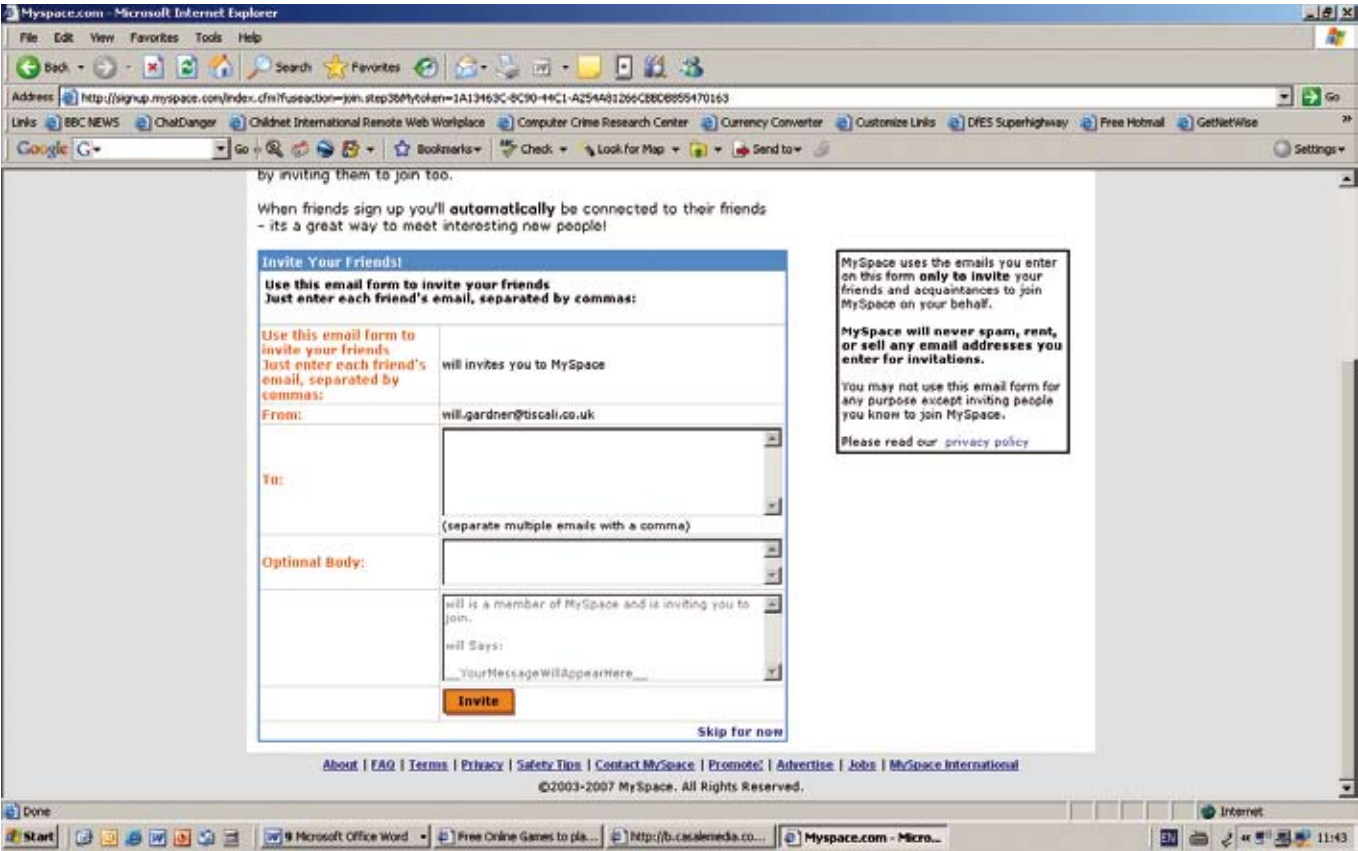 Myspace.com - Microsoft Internet Explorer
File Edit View Favorites Tools Help
Back Search Favorites
Address http://signup.myspace.com/index.cfm?fuseaction=join.step3&Mytoken=1A13463C-8C90-44C1-A254A81266CBBDB855470163 Go
Links BBC NEWS ChatDanger Childnet International Remote Web Workplace Computer Crime Research Center Currency Converter Customize Links DfES Superhighway Free Hotmail GetNetWise
Google G Go Bookmarks Check Look for Map Send to Settings
by inviting them to join too.
When friends sign up you'll automatically be connected to their friends
- its a great way to meet interesting new people!
Invite Your Friends!
Use this email form to invite your friends
Just enter each friend's email, separated by commas:
Use this email form to
invite your friends
Just enter each friend's
email, separated by
commas:
will invites you to MySpace
From: will.gardner@tiscali.co.uk
To:
(separate multiple emails with a comma)
Optional Body:
will is a member of MySpace and is inviting you to
join.
will Says:
__YourMessageWillAppearHere__
Invite
Skip for now
MySpace uses the emails you enter
on this form only to invite your
friends and acquaintances to join
MySpace on your behalf.
MySpace will never spam, rent,
or sell any email addresses you
enter for invitations.
You may not use this email form for
any purpose except inviting people
you know to join MySpace.
Please read our privacy policy
About | FAQ | Terms | Privacy | Safety Tips | Contact MySpace | Promote! | Advertise | Jobs | MySpace International
©2003-2007 MySpace. All Rights Reserved.
Done Internet
Start 9 Microsoft Office Word Free Online Games to pla... http://b.casalemedia.co... Myspace.com - Micro... EN 11:43